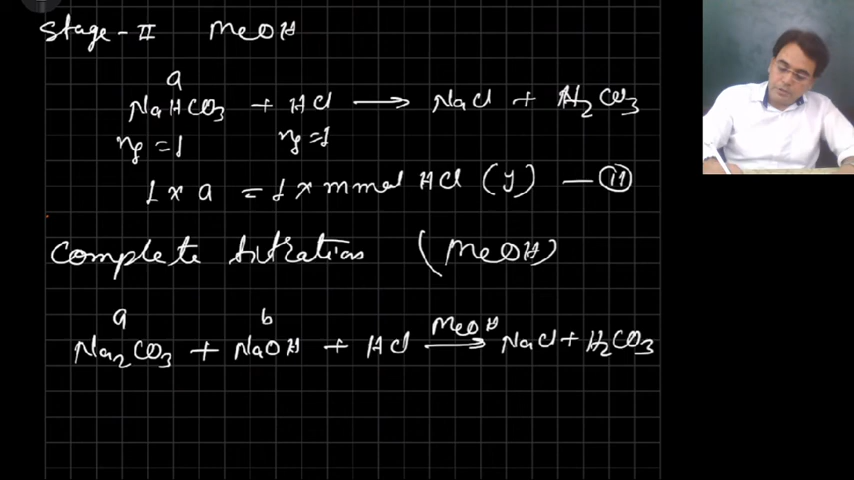 Stage - II MeOH
a
NaHCO3 + HCl → NaCl + H2CO3
nf = 1 nf = 1
1 x a = 1 x mmol HCl (y) — II
Complete titration (MeOH)
a b MeOH
Na2CO3 + NaOH + HCl → NaCl + H2CO3